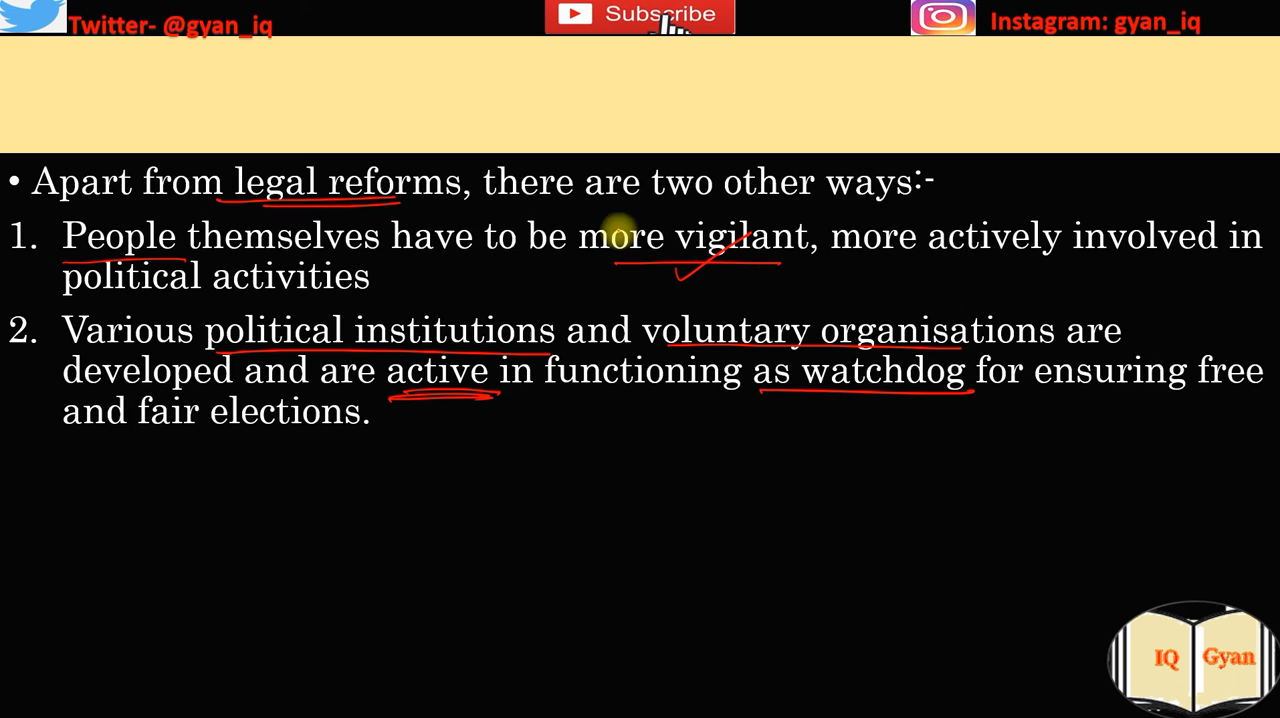 Twitter- @gyan_iq
Subscribe
Instagram: gyan_iq
• Apart from legal reforms, there are two other ways:-
1. People themselves have to be more vigilant, more actively involved in
political activities
2. Various political institutions and voluntary organisations are
developed and are active in functioning as watchdog for ensuring free
and fair elections.
IQ Gyan